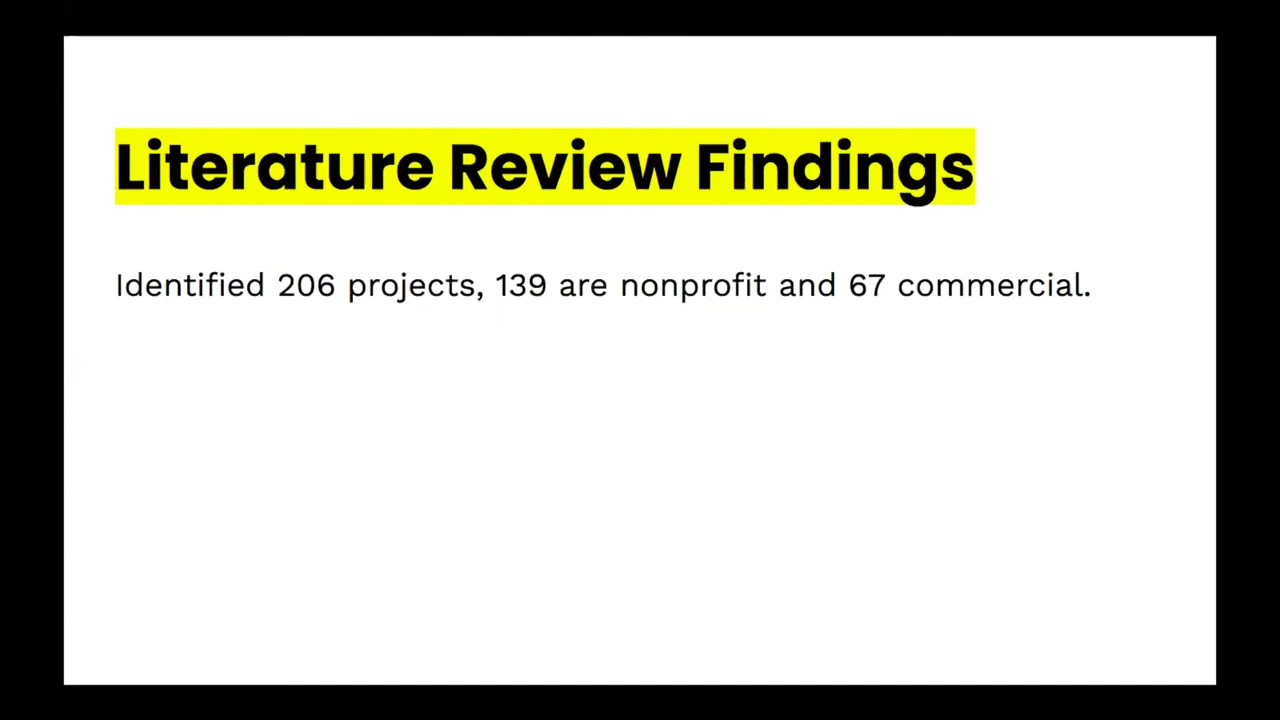 Literature Review Findings
Identified 206 projects, 139 are nonprofit and 67 commercial.